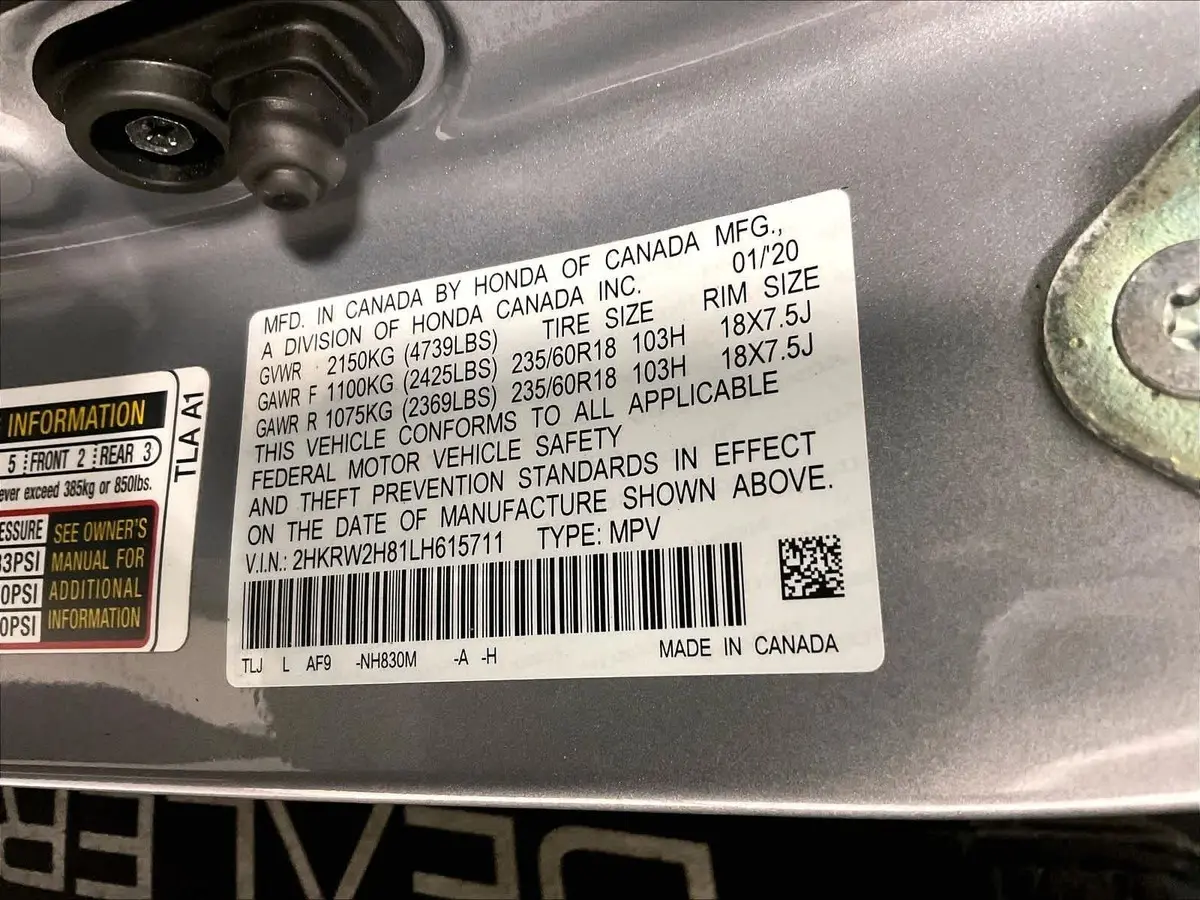 MFD. IN CANADA BY HONDA OF CANADA MFG.,
A DIVISION OF HONDA CANADA INC. 01/'20
GVWR 2150KG (4739LBS) TIRE SIZE RIM SIZE
GAWR F 1100KG (2425LBS) 235/60R18 103H 18X7.5J
GAWR R 1075KG (2369LBS) 235/60R18 103H 18X7.5J
THIS VEHICLE CONFORMS TO ALL APPLICABLE
FEDERAL MOTOR VEHICLE SAFETY
AND THEFT PREVENTION STANDARDS IN EFFECT
ON THE DATE OF MANUFACTURE SHOWN ABOVE.
V.I.N.: 2HKRW2H81LH615711 TYPE: MPV
TLJ L AF9 -NH830M -A -H MADE IN CANADA
INFORMATION
5 FRONT 2 REAR 3
exceed 385kg or 850lbs.
SEE OWNER'S
33PSI MANUAL FOR
ADDITIONAL
INFORMATION
TLA A1
DEALER